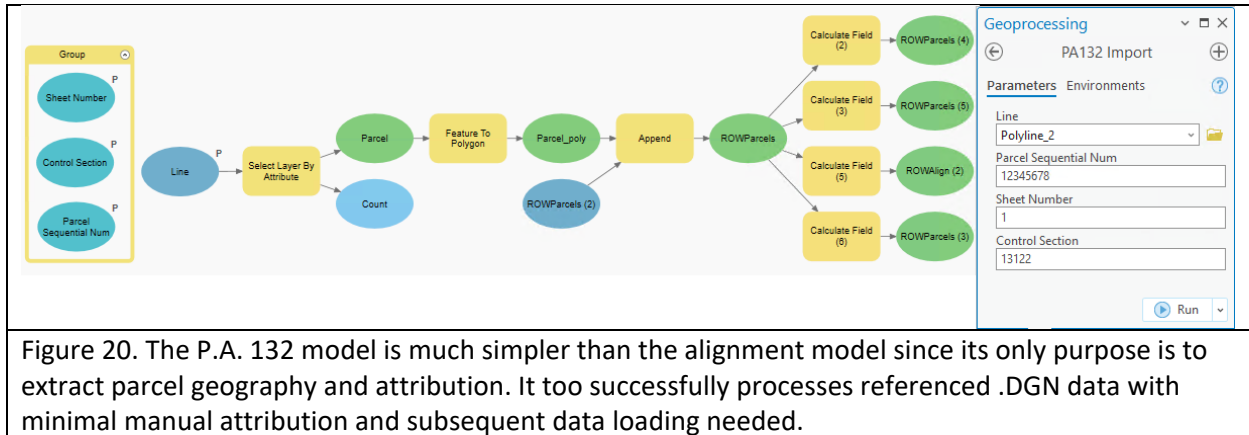 Group
P
Sheet Number
P
Control Section
P
Parcel
Sequential Num
P
Line
Select Layer By
Attribute
Parcel
Count
Feature To
Polygon
Parcel_poly
ROWParcels (2)
Append
ROWParcels
Calculate Field
(2)
ROWParcels (4)
Calculate Field
(3)
ROWParcels (5)
Calculate Field
(5)
ROWAlign (2)
Calculate Field
(6)
ROWParcels (3)
Geoprocessing
PA132 Import
Parameters Environments
Line
Polyline_2
Parcel Sequential Num
12345678
Sheet Number
1
Control Section
13122
Run
Figure 20. The P.A. 132 model is much simpler than the alignment model since its only purpose is to
extract parcel geography and attribution. It too successfully processes referenced .DGN data with
minimal manual attribution and subsequent data loading needed.